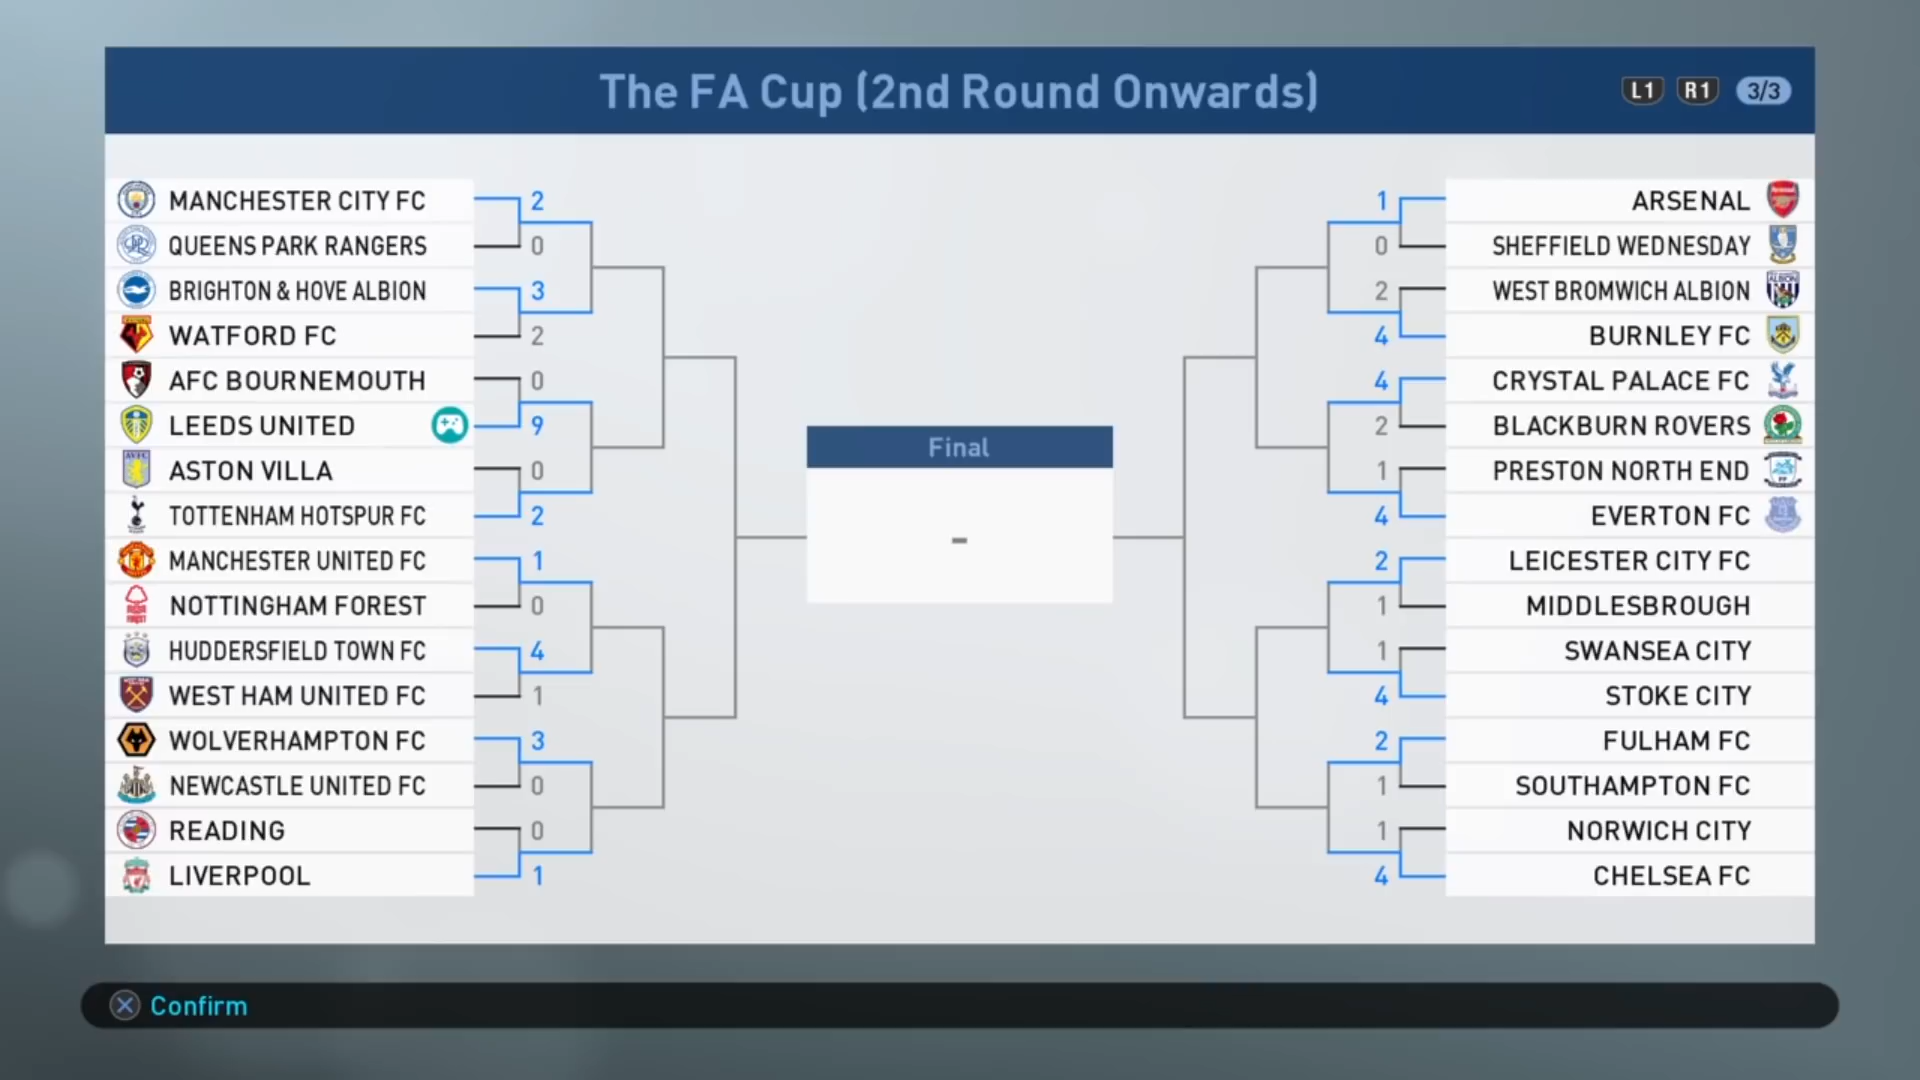 The FA Cup (2nd Round Onwards)
L1 R1 3/3
MANCHESTER CITY FC 2
QUEENS PARK RANGERS 0
BRIGHTON & HOVE ALBION 3
WATFORD FC 2
AFC BOURNEMOUTH 0
LEEDS UNITED 9
ASTON VILLA 0
TOTTENHAM HOTSPUR FC 2
MANCHESTER UNITED FC 1
NOTTINGHAM FOREST 0
HUDDERSFIELD TOWN FC 4
WEST HAM UNITED FC 1
WOLVERHAMPTON FC 3
NEWCASTLE UNITED FC 0
READING 0
LIVERPOOL 1
Final
-
1 ARSENAL
0 SHEFFIELD WEDNESDAY
2 WEST BROMWICH ALBION
4 BURNLEY FC
4 CRYSTAL PALACE FC
2 BLACKBURN ROVERS
1 PRESTON NORTH END
4 EVERTON FC
2 LEICESTER CITY FC
1 MIDDLESBROUGH
1 SWANSEA CITY
4 STOKE CITY
2 FULHAM FC
1 SOUTHAMPTON FC
1 NORWICH CITY
4 CHELSEA FC
Confirm